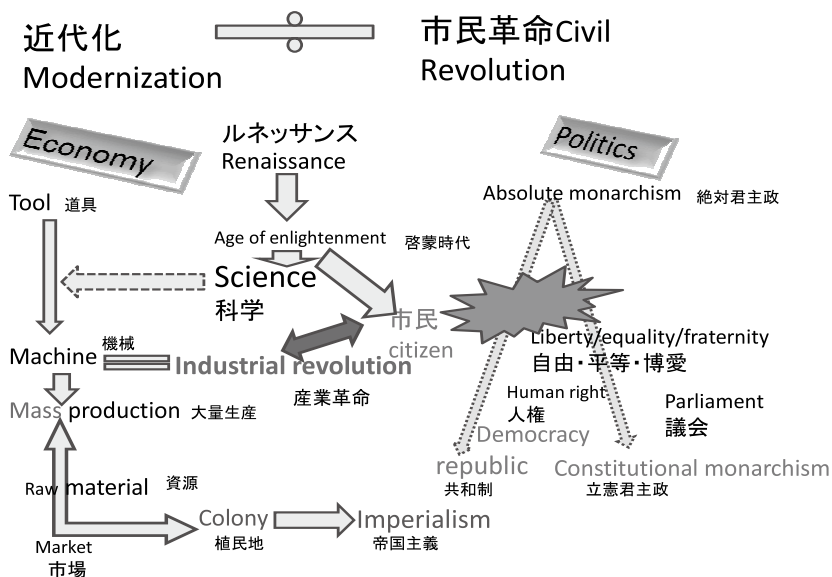 近代化
Modernization
市民革命Civil
Revolution
Economy
ルネッサンス
Renaissance
Politics
Tool 道具
Absolute monarchism 絶対君主政
Age of enlightenment 啓蒙時代
Science
科学
市民
citizen
Liberty/equality/fraternity
自由・平等・博愛
Machine 機械
Industrial revolution
産業革命
Human right
人権
Parliament
議会
Mass production 大量生産
Democracy
republic
共和制
Constitutional monarchism
立憲君主政
Raw material 資源
Market
市場
Colony
植民地
Imperialism
帝国主義